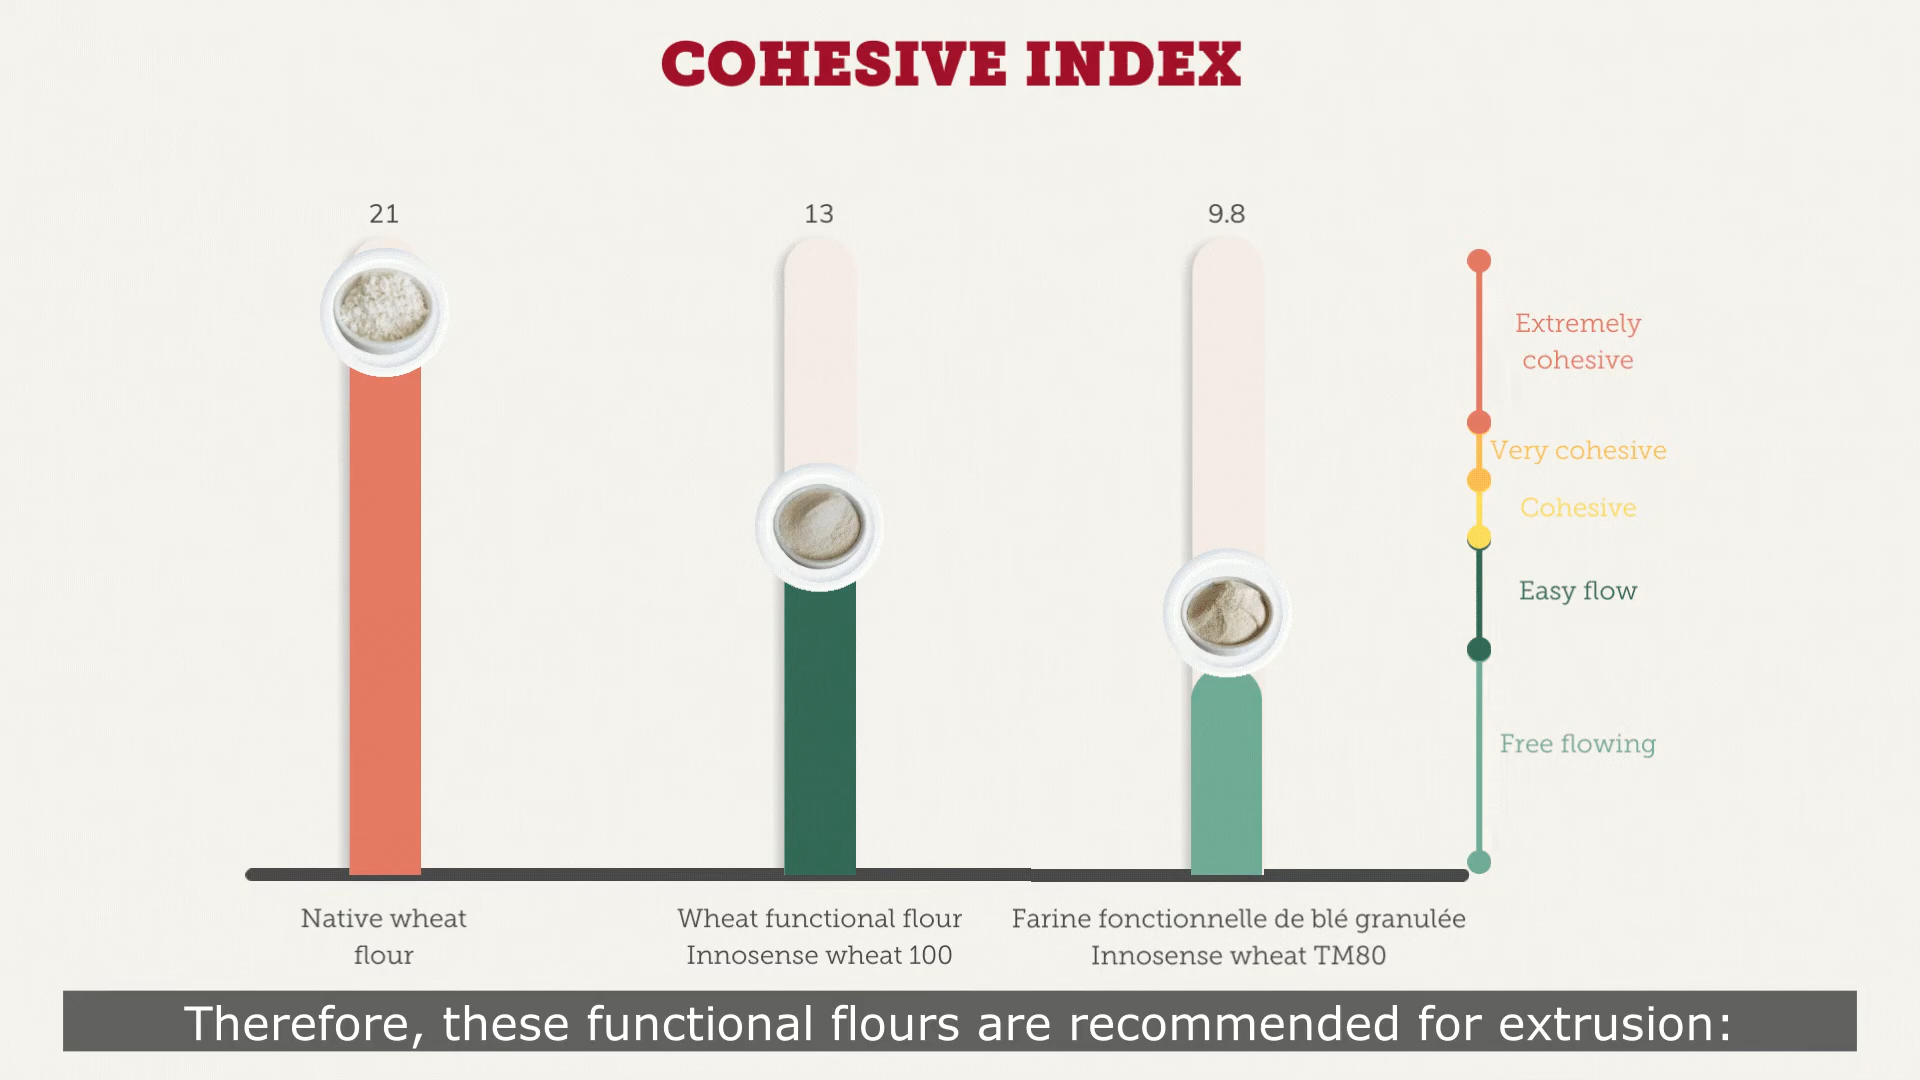 COHESIVE INDEX
21
13
9.8
Extremely
cohesive
Very cohesive
Cohesive
Easy flow
Free flowing
Native wheat
flour
Wheat functional flour
Innosense wheat 100
Farine fonctionnelle de blé granulée
Innosense wheat TM80
Therefore, these functional flours are recommended for extrusion: